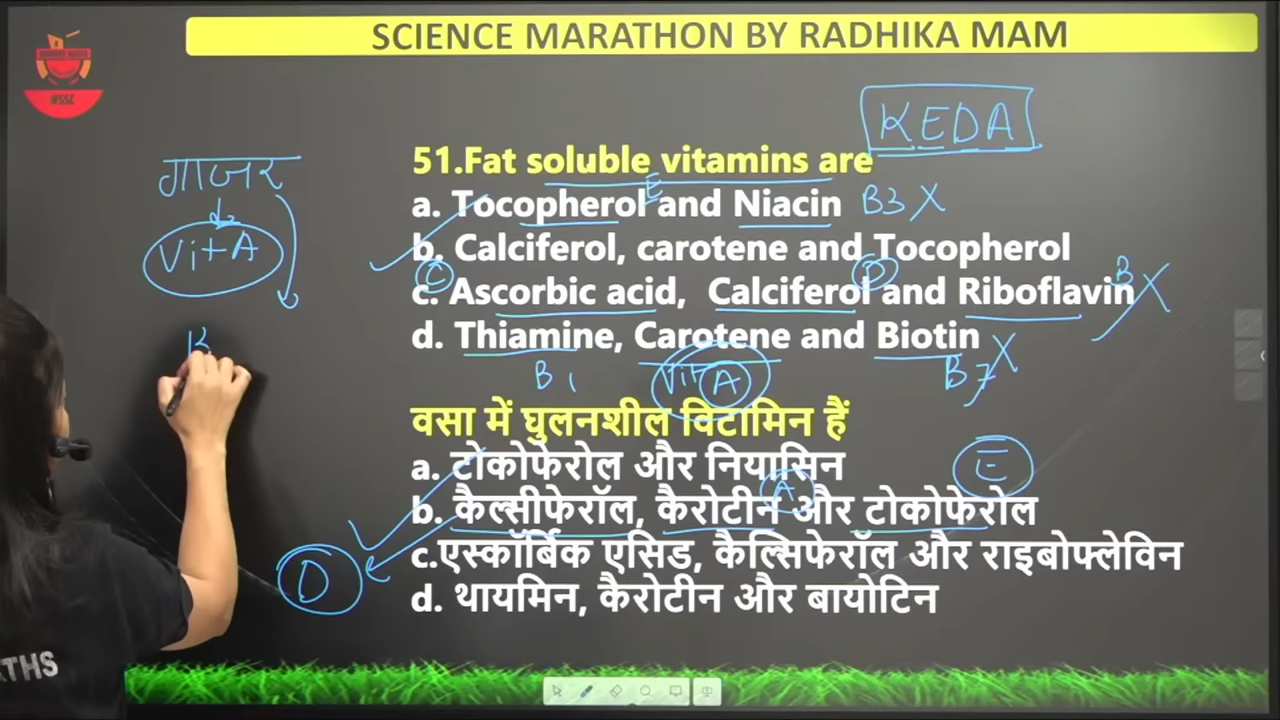 SCIENCE MARATHON BY RADHIKA MAM
#SSC
KEDA
गाजर
Vit A
51.Fat soluble vitamins are
E
a. Tocopherol and Niacin B3 X
b. Calciferol, carotene and Tocopherol
C D B X
c. Ascorbic acid, Calciferol and Riboflavin
d. Thiamine, Carotene and Biotin X
B1 Vit A B7
वसा में घुलनशील विटामिन हैं
a. टोकोफेरोल और नियासिन
A E
b. कैल्सीफेरॉल, कैरोटीन और टोकोफेरोल
D
c.एस्कॉर्बिक एसिड, कैल्सिफेरॉल और राइबोफ्लेविन
d. थायमिन, कैरोटीन और बायोटिन
THS